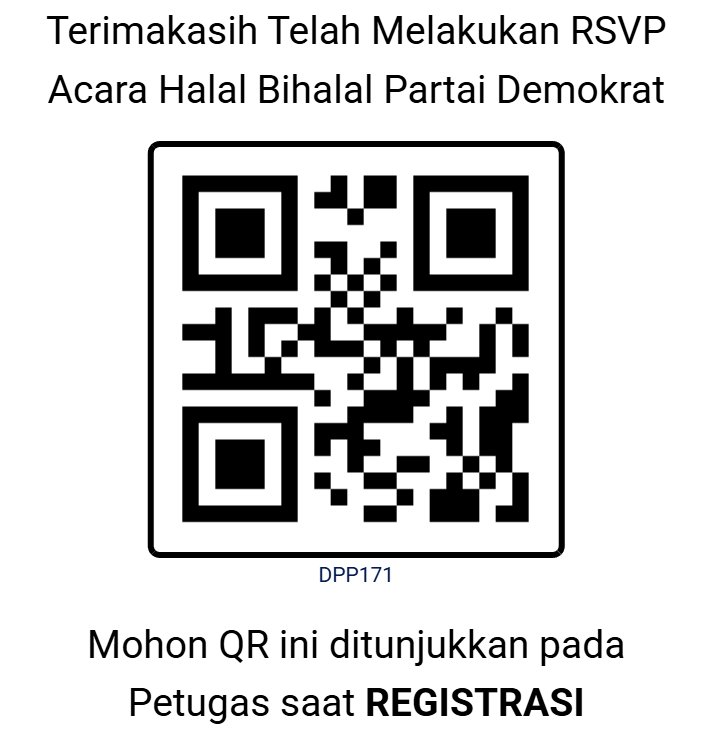 Terimakasih Telah Melakukan RSVP
Acara Halal Bihalal Partai Demokrat
DPP171
Mohon QR ini ditunjukkan pada
Petugas saat REGISTRASI